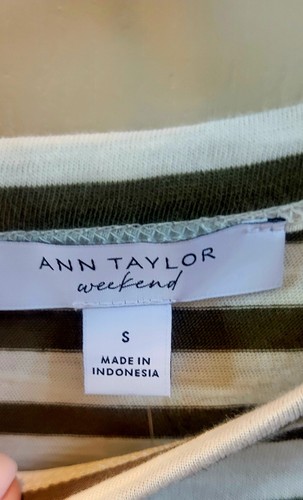 ANN TAYLOR
weekend
S
MADE IN
INDONESIA